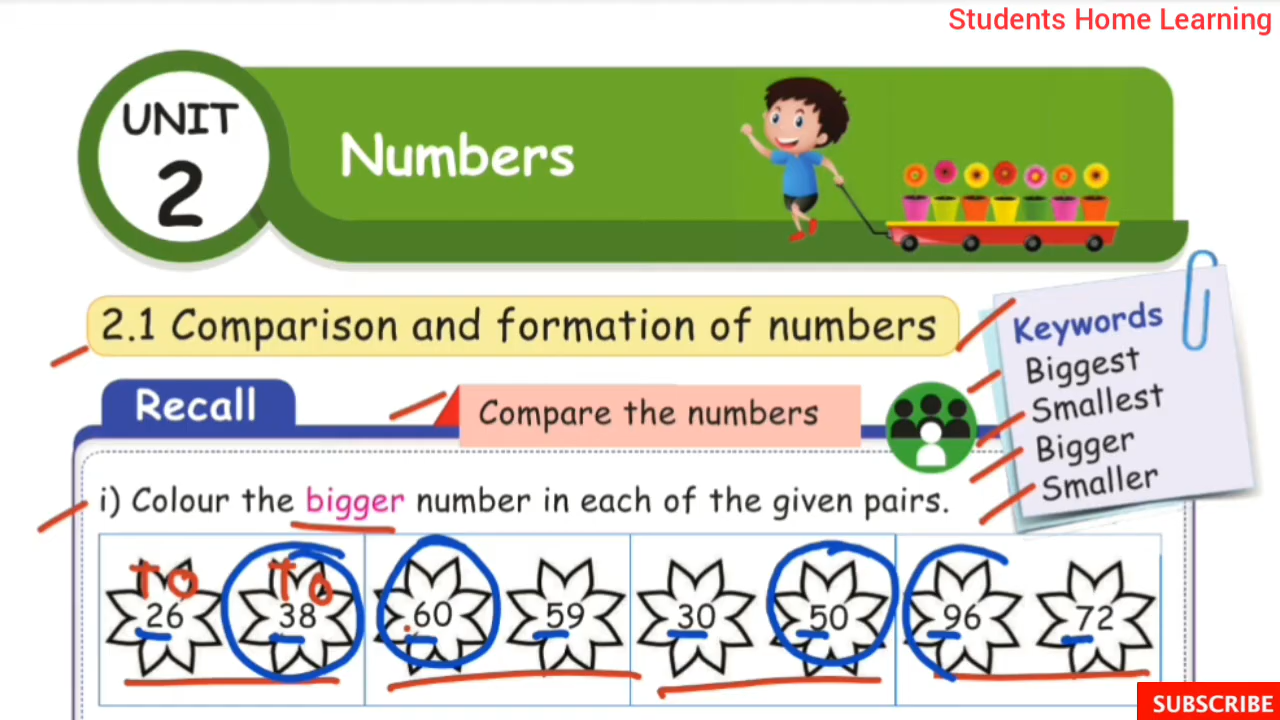 Students Home Learning
UNIT
2
Numbers
2.1 Comparison and formation of numbers
Keywords
Biggest
Smallest
Bigger
Smaller
Recall
Compare the numbers
i) Colour the bigger number in each of the given pairs.
T O T O
26 38 60 59 30 50 96 72
SUBSCRIBE